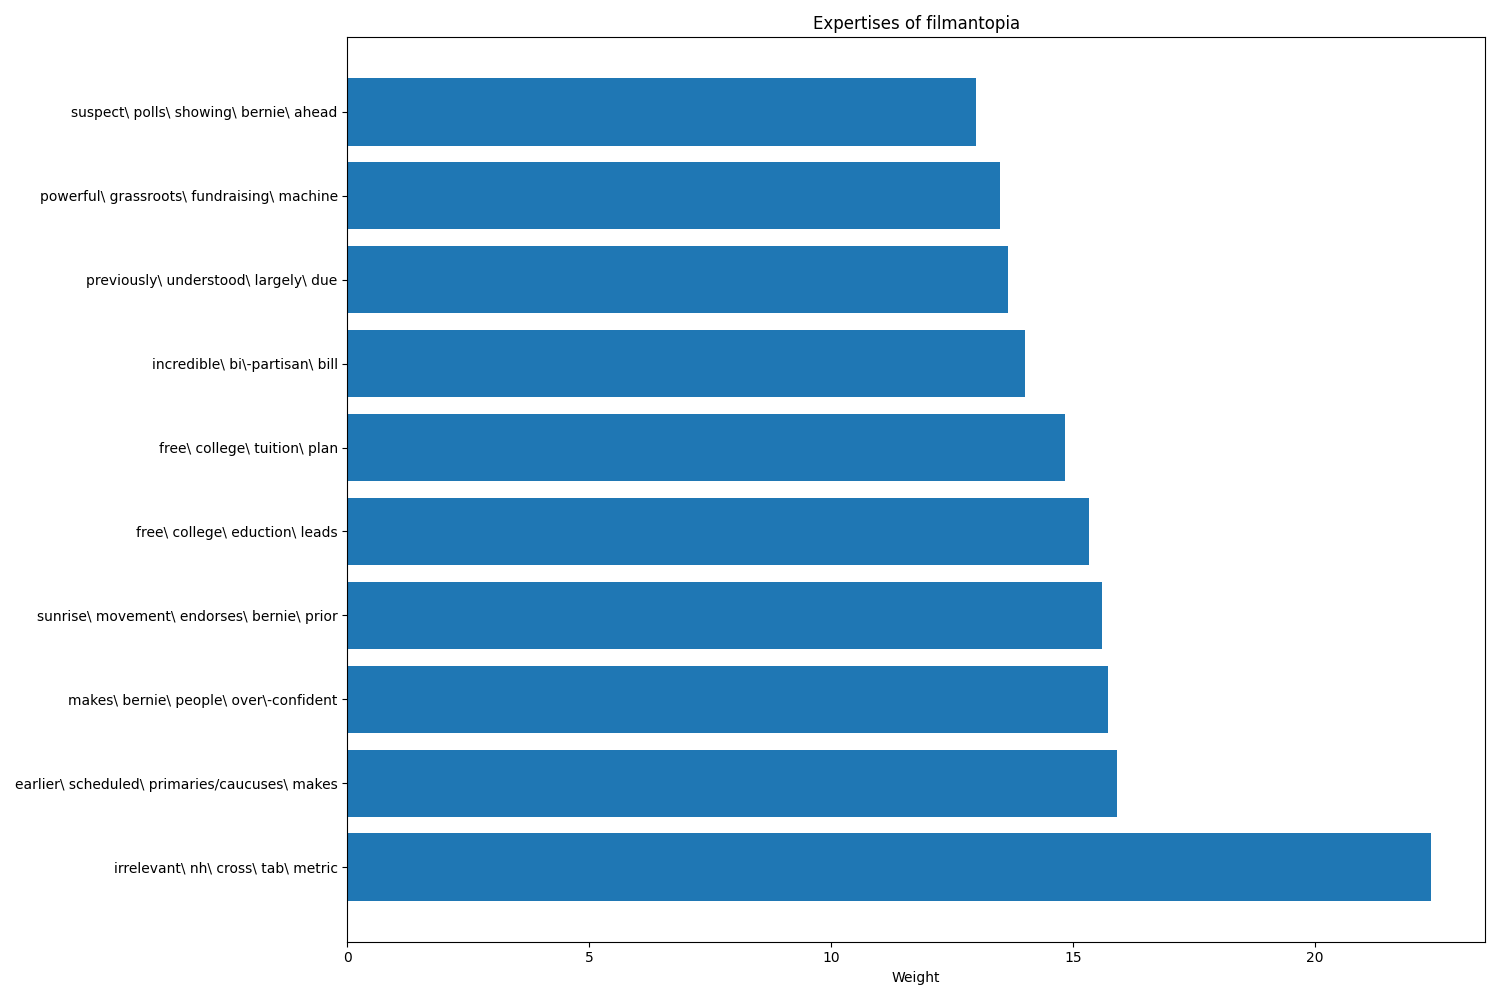 Expertises of filmantopia
suspect\ polls\ showing\ bernie\ ahead
powerful\ grassroots\ fundraising\ machine
previously\ understood\ largely\ due
incredible\ bi\-partisan\ bill
free\ college\ tuition\ plan
free\ college\ eduction\ leads
sunrise\ movement\ endorses\ bernie\ prior
makes\ bernie\ people\ over\-confident
earlier\ scheduled\ primaries/caucuses\ makes
irrelevant\ nh\ cross\ tab\ metric
0 5 10 15 20
Weight